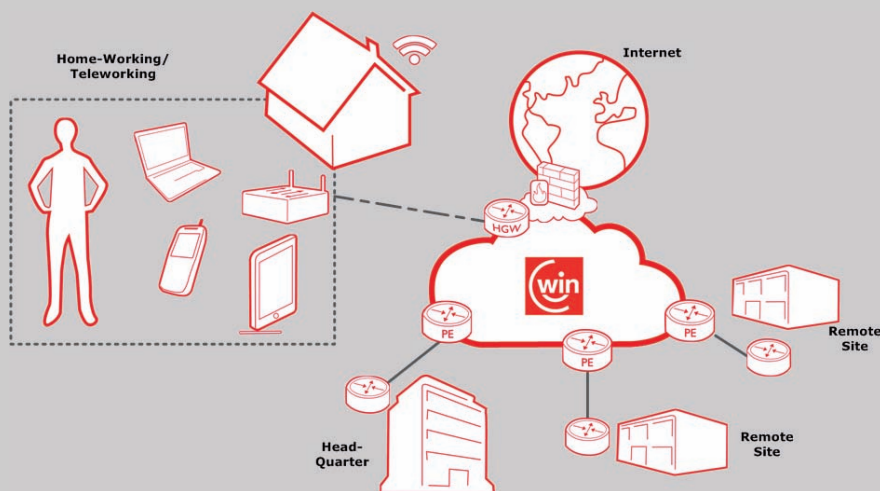 Home-Working/
Teleworking
Internet
HGW
win
PE
PE
PE
Remote
Site
Head-
Quarter
Remote
Site